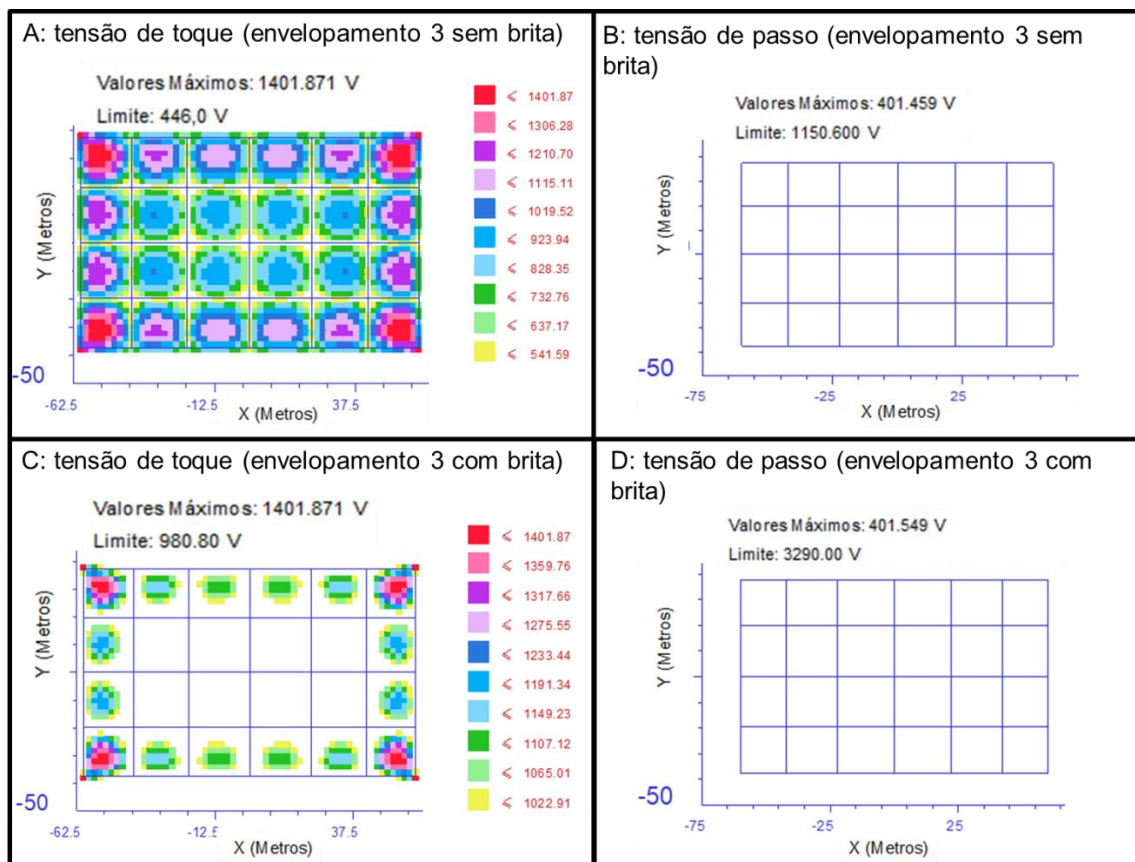 A: tensão de toque (envelopamento 3 sem brita)
Valores Máximos: 1401.871 V
Limite: 446,0 V
≤ 1401.87
≤ 1306.28
≤ 1210.70
≤ 1115.11
≤ 1019.52
≤ 923.94
≤ 828.35
≤ 732.76
≤ 637.17
≤ 541.59
Y (Metros)
-50
-62.5
-12.5
37.5
X (Metros)
B: tensão de passo (envelopamento 3 sem
brita)
Valores Máximos: 401.459 V
Limite: 1150.600 V
Y (Metros)
-50
-75
-25
25
X (Metros)
C: tensão de toque (envelopamento 3 com brita)
Valores Máximos: 1401.871 V
Limite: 980.80 V
≤ 1401.87
≤ 1359.76
≤ 1317.66
≤ 1275.55
≤ 1233.44
≤ 1191.34
≤ 1149.23
≤ 1107.12
≤ 1065.01
≤ 1022.91
Y (Metros)
-50
-62.5
-12.5
37.5
X (Metros)
D: tensão de passo (envelopamento 3 com
brita)
Valores Máximos: 401.549 V
Limite: 3290.00 V
Y (Metros)
-50
-75
-25
25
X (Metros)